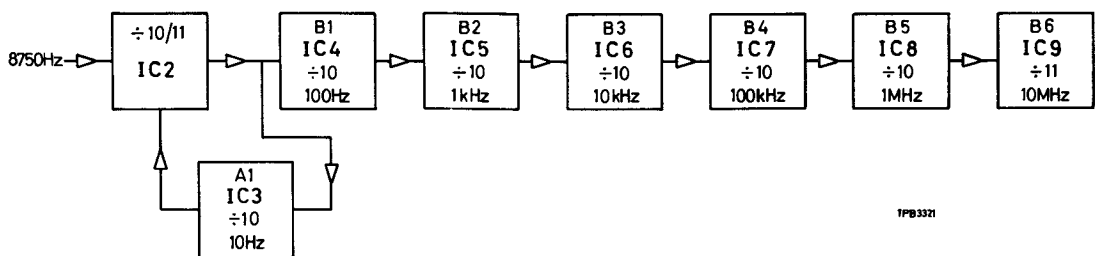 8750Hz
÷10/11
IC2
B1
IC4
÷10
100Hz
B2
IC5
÷10
1kHz
B3
IC6
÷10
10kHz
B4
IC7
÷10
100kHz
B5
IC8
÷10
1MHz
B6
IC9
÷11
10MHz
A1
IC3
÷10
10Hz
TPB3321